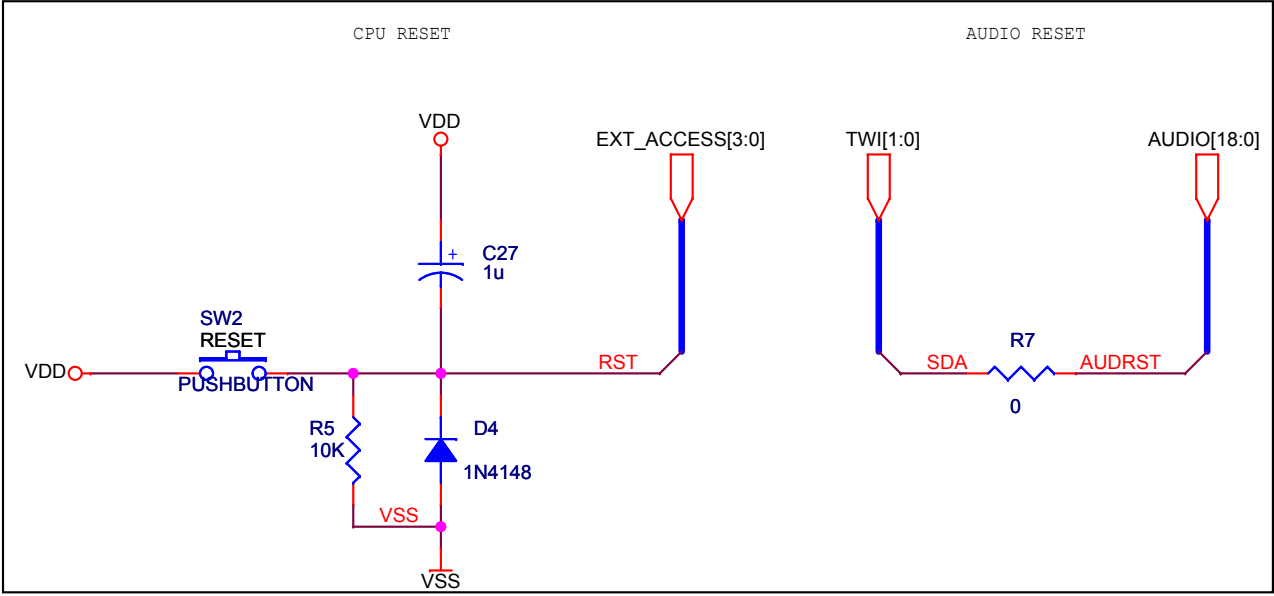 CPU RESET
AUDIO RESET
VDD
EXT_ACCESS[3:0]
TWI[1:0]
AUDIO[18:0]
+
C27
1u
SW2
RESET
VDD
PUSHBUTTON
RST
R7
SDA
AUDRST
0
R5
10K
D4
1N4148
VSS
VSS